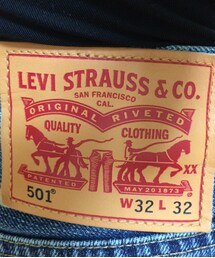 LEVI STRAUSS & CO.
SAN FRANCISCO
CAL.
ORIGINAL RIVETED
QUALITY CLOTHING
XX
PATENTED MAY 20 1873
501® W 32 L 32